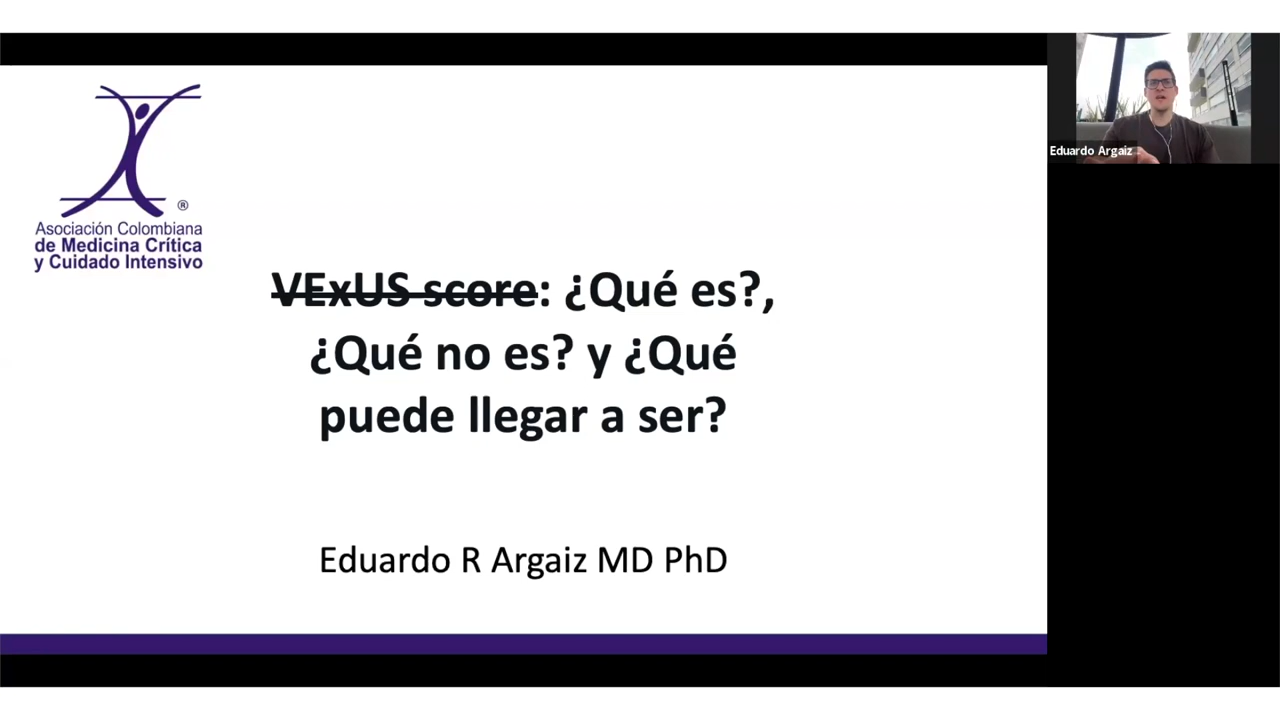 ®
Asociación Colombiana
de Medicina Crítica
y Cuidado Intensivo
VExUS score: ¿Qué es?,
¿Qué no es? y ¿Qué
puede llegar a ser?
Eduardo R Argaiz MD PhD
Eduardo Argaiz